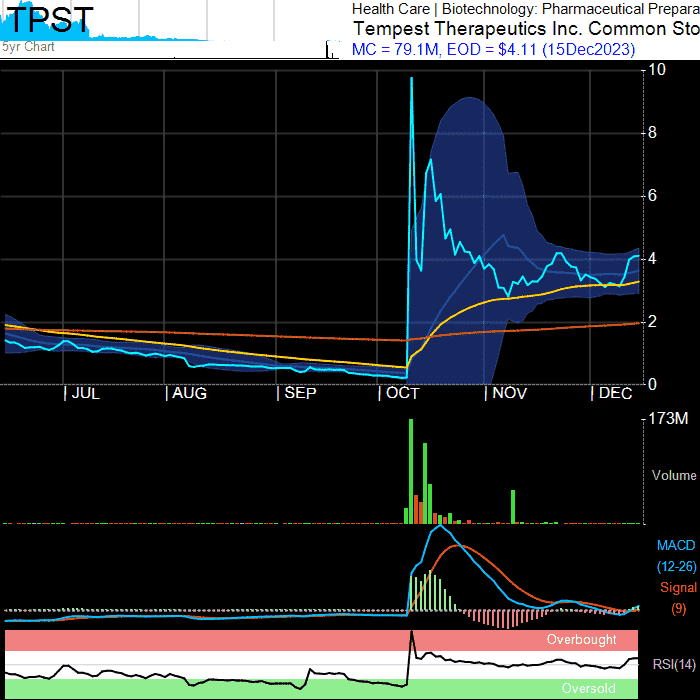 TPST
5yr Chart
Health Care | Biotechnology: Pharmaceutical Prepara
Tempest Therapeutics Inc. Common Sto
MC = 79.1M, EOD = $4.11 (15Dec2023)
10
8
6
4
2
0
| JUL | AUG | SEP | OCT | NOV | DEC
173M
Volume
MACD
(12-26)
Signal
(9)
Overbought
RSI(14)
Oversold